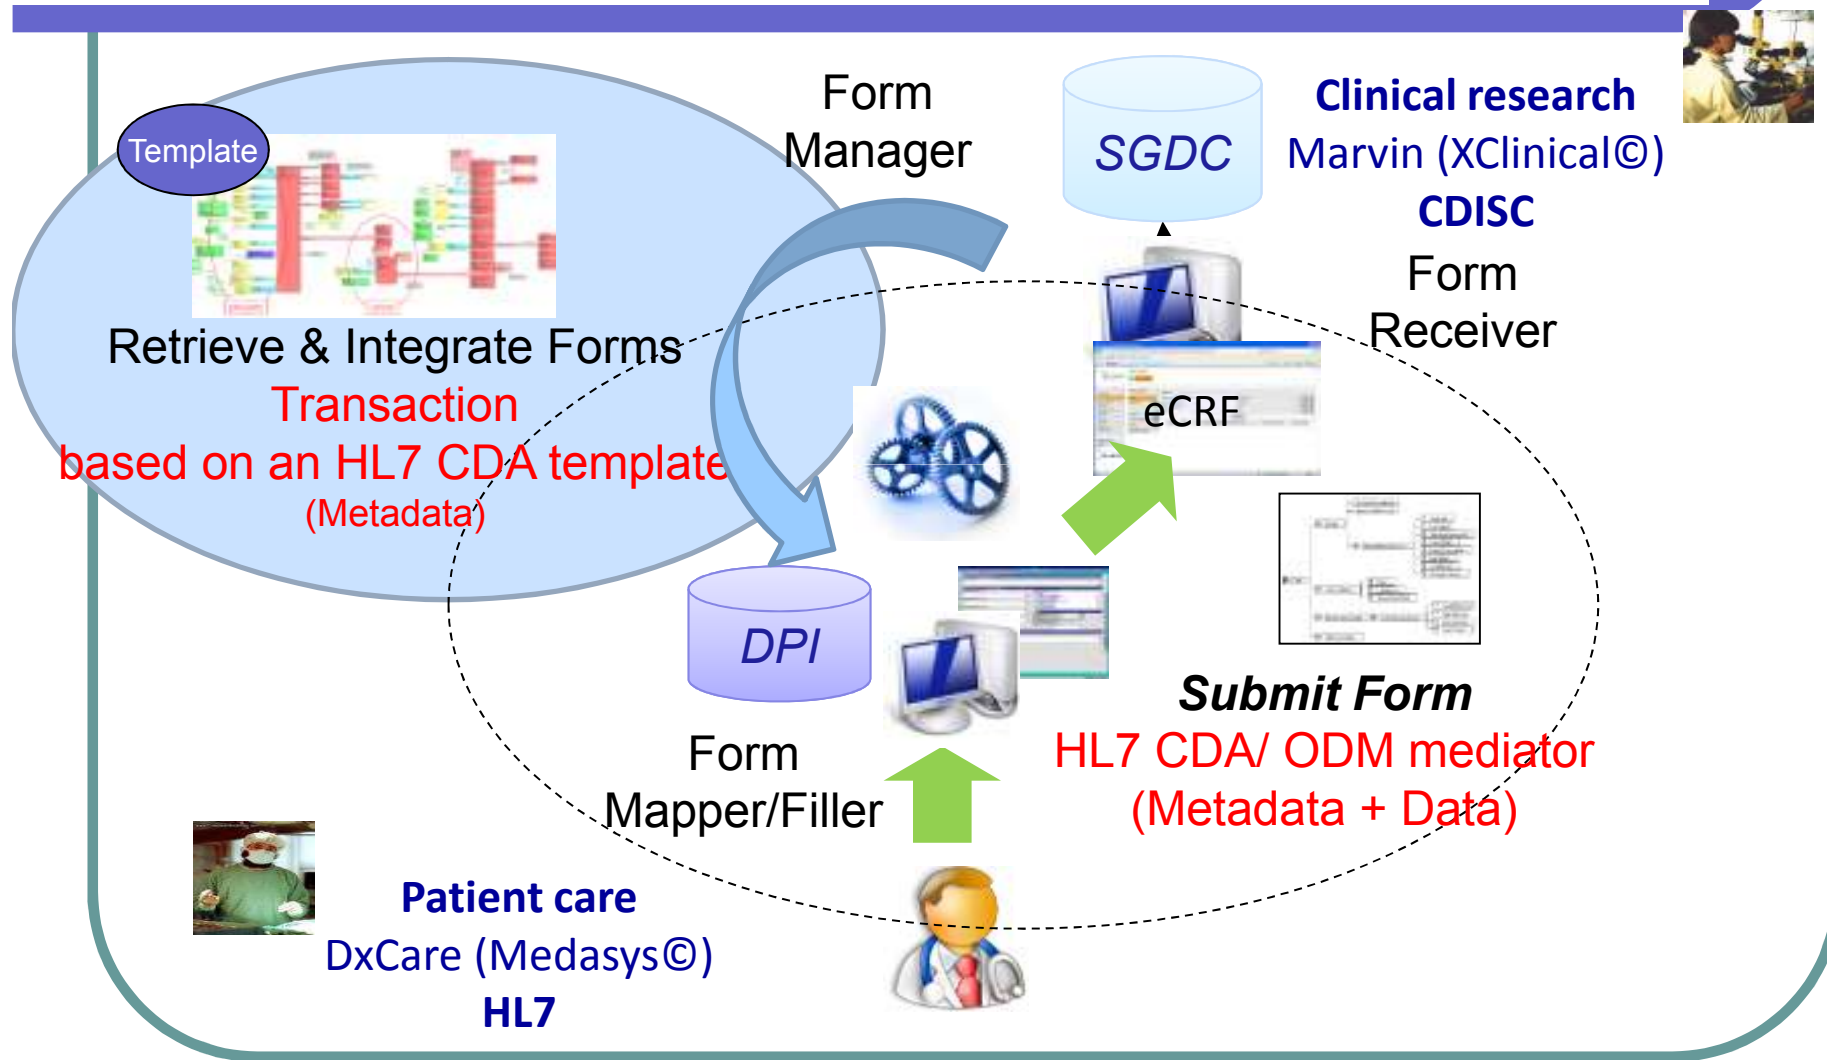 Template
Form
Manager
SGDC
Clinical research
Marvin (XClinical©)
CDISC
Form
Receiver
Retrieve & Integrate Forms
Transaction
based on an HL7 CDA template
(Metadata)
eCRF
DPI
Submit Form
HL7 CDA/ ODM mediator
(Metadata + Data)
Form
Mapper/Filler
Patient care
DxCare (Medasys©)
HL7